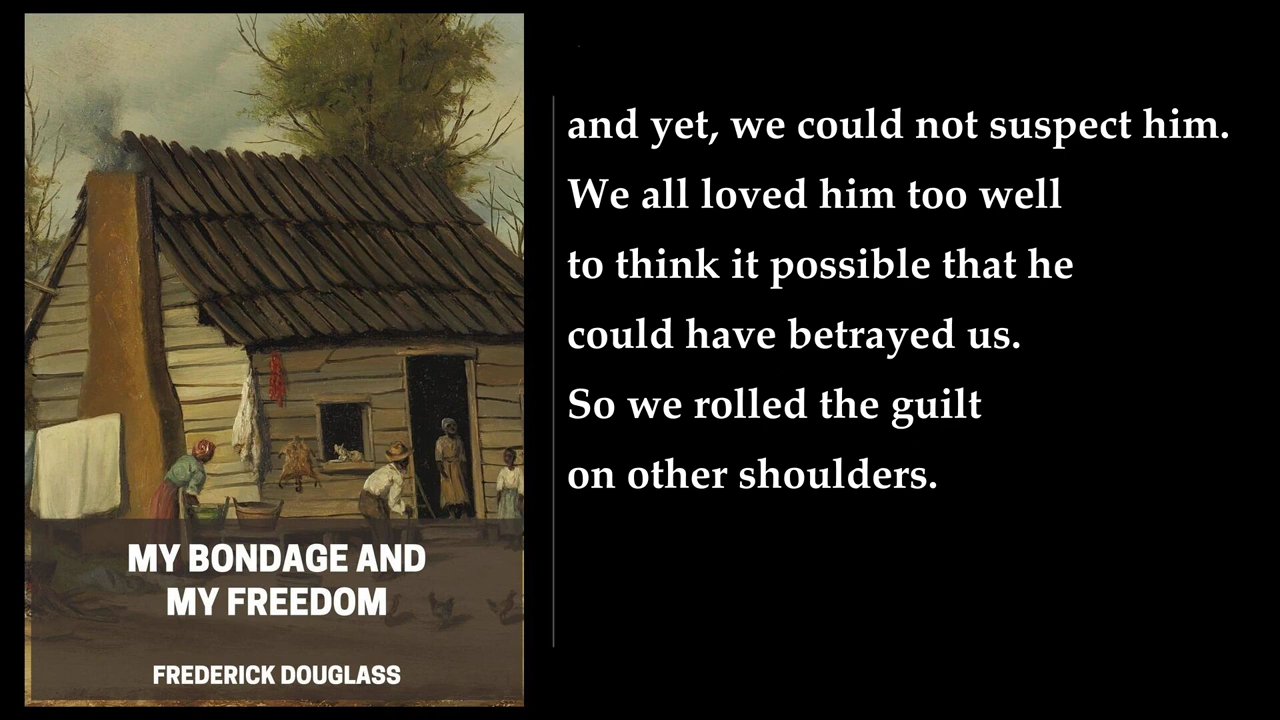 MY BONDAGE AND
MY FREEDOM
FREDERICK DOUGLASS
and yet, we could not suspect him.
We all loved him too well
to think it possible that he
could have betrayed us.
So we rolled the guilt
on other shoulders.